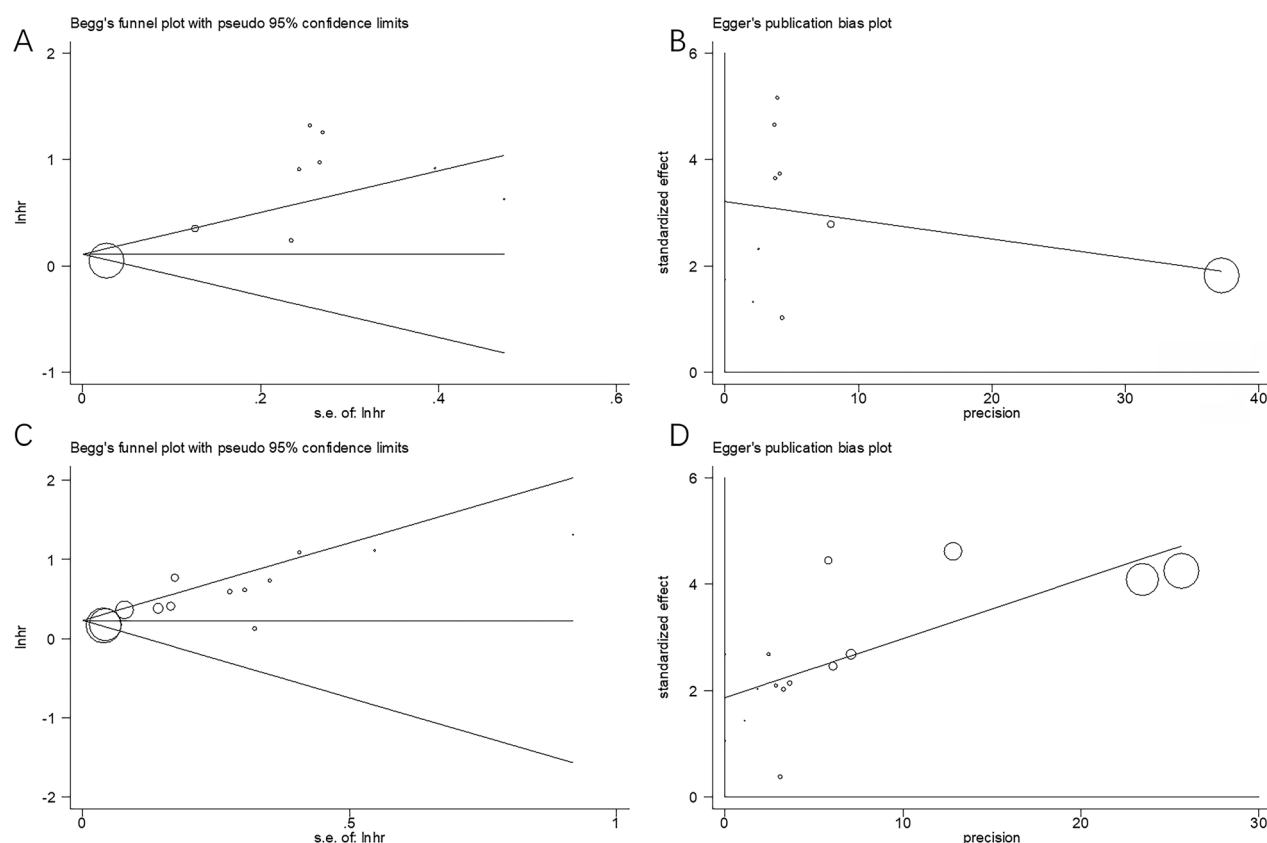 A
Begg's funnel plot with pseudo 95% confidence limits
2
1
0
-1
lnhr
0
.2
.4
.6
s.e. of: lnhr
B
Egger's publication bias plot
6
4
2
0
standardized effect
0
10
20
30
40
precision
C
Begg's funnel plot with pseudo 95% confidence limits
2
1
0
-1
-2
lnhr
0
.5
1
s.e. of: lnhr
D
Egger's publication bias plot
6
4
2
0
standardized effect
0
10
20
30
precision